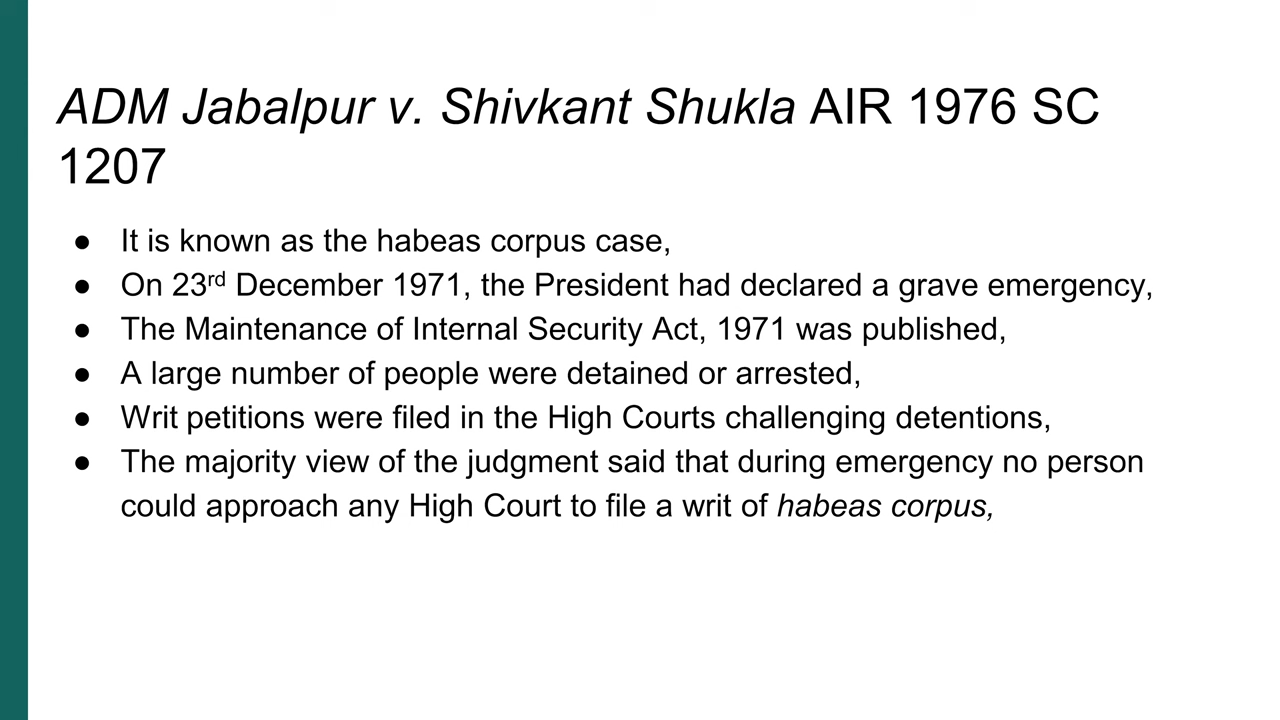 ADM Jabalpur v. Shivkant Shukla AIR 1976 SC
1207
● It is known as the habeas corpus case,
● On 23rd December 1971, the President had declared a grave emergency,
● The Maintenance of Internal Security Act, 1971 was published,
● A large number of people were detained or arrested,
● Writ petitions were filed in the High Courts challenging detentions,
● The majority view of the judgment said that during emergency no person
could approach any High Court to file a writ of habeas corpus,